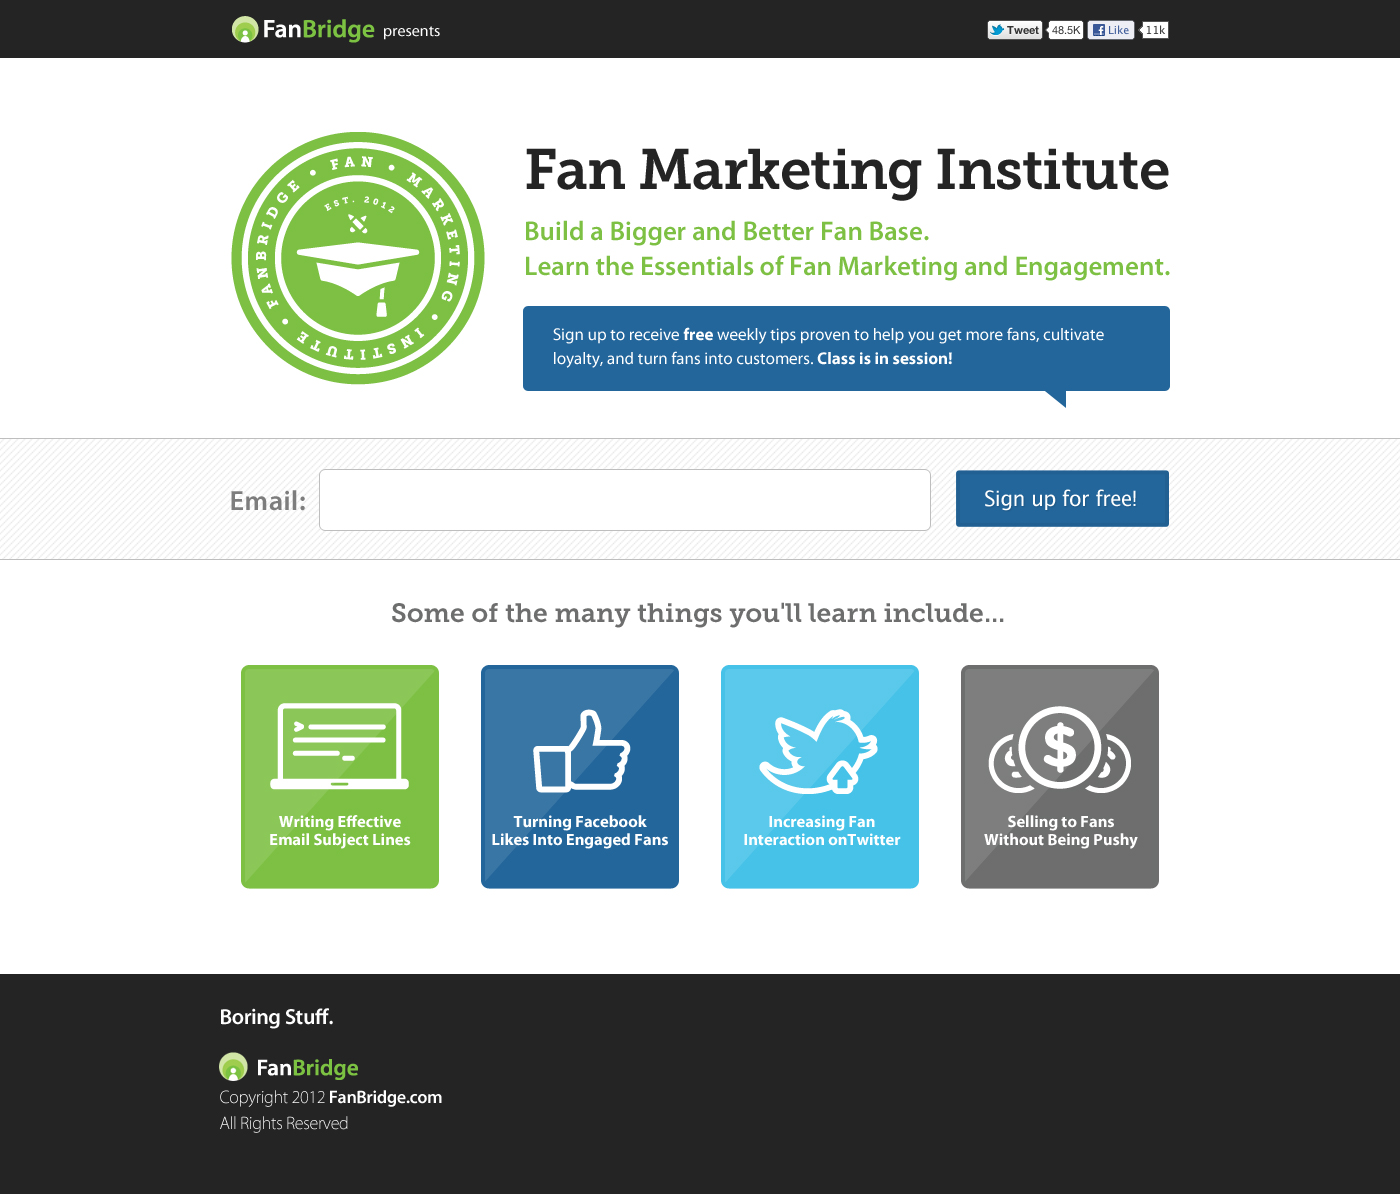 FanBridge presents
Tweet 48.5K Like 11k
FANBRIDGE • FAN • MARKETING • INSTITUTE •
EST. 2012
Fan Marketing Institute
Build a Bigger and Better Fan Base.
Learn the Essentials of Fan Marketing and Engagement.
Sign up to receive free weekly tips proven to help you get more fans, cultivate
loyalty, and turn fans into customers. Class is in session!
Email:
Sign up for free!
Some of the many things you'll learn include...
Writing Effective
Email Subject Lines
Turning Facebook
Likes Into Engaged Fans
Increasing Fan
Interaction onTwitter
$
Selling to Fans
Without Being Pushy
Boring Stuff.
FanBridge
Copyright 2012 FanBridge.com
All Rights Reserved